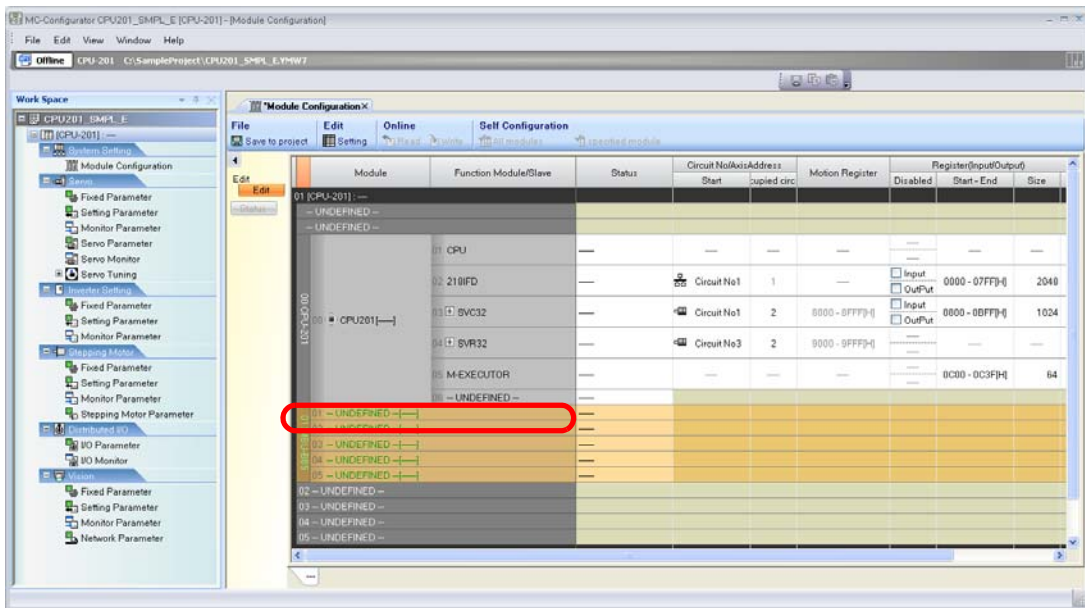 MC-Configurator CPU201_SMPL_E [CPU-201] - [Module Configuration]
File Edit View Window Help
Offline CPU-201 C:\SampleProject\CPU201_SMPL_E.YMW7
Work Space
CPU201_SMPL_E
[CPU-201] : ---
System Setting
Module Configuration
Servo
Fixed Parameter
Setting Parameter
Monitor Parameter
Servo Parameter
Servo Monitor
Servo Tuning
Inverter Setting
Fixed Parameter
Setting Parameter
Monitor Parameter
Stepping Motor
Fixed Parameter
Setting Parameter
Monitor Parameter
Stepping Motor Parameter
Distributed I/O
I/O Parameter
I/O Monitor
Vision
Fixed Parameter
Setting Parameter
Monitor Parameter
Network Parameter
*Module Configuration ×
File Edit Online Self Configuration
Save to project Setting Read Write All modules specified module
Edit
Edit
Status
Module Function Module/Slave Status Circuit No/AxisAddress Motion Register Register(Input/Output)
Start cupied circ Disabled Start - End Size
01 [CPU-201] : ---
-- UNDEFINED --
-- UNDEFINED --
00 CPU201[----]
01 CPU ---- ---- ---- ---- ---- ---- ----
02 218IFD ---- Circuit No1 1 ---- Input OutPut 0000 - 07FF[H] 2048
03 SVC32 ---- Circuit No1 2 8000 - 8FFF[H] Input OutPut 0800 - 0BFF[H] 1024
04 SVR32 ---- Circuit No3 2 9000 - 9FFF[H] ---- ---- ----
05 M-EXECUTOR ---- ---- ---- ---- ---- 0C00 - 0C3F[H] 64
-- UNDEFINED -- ----
01 -- UNDEFINED --[----] ----
03 -- UNDEFINED --[----] ----
04 -- UNDEFINED --[----] ----
05 -- UNDEFINED --[----] ----
02 -- UNDEFINED --
03 -- UNDEFINED --
04 -- UNDEFINED --
05 -- UNDEFINED --